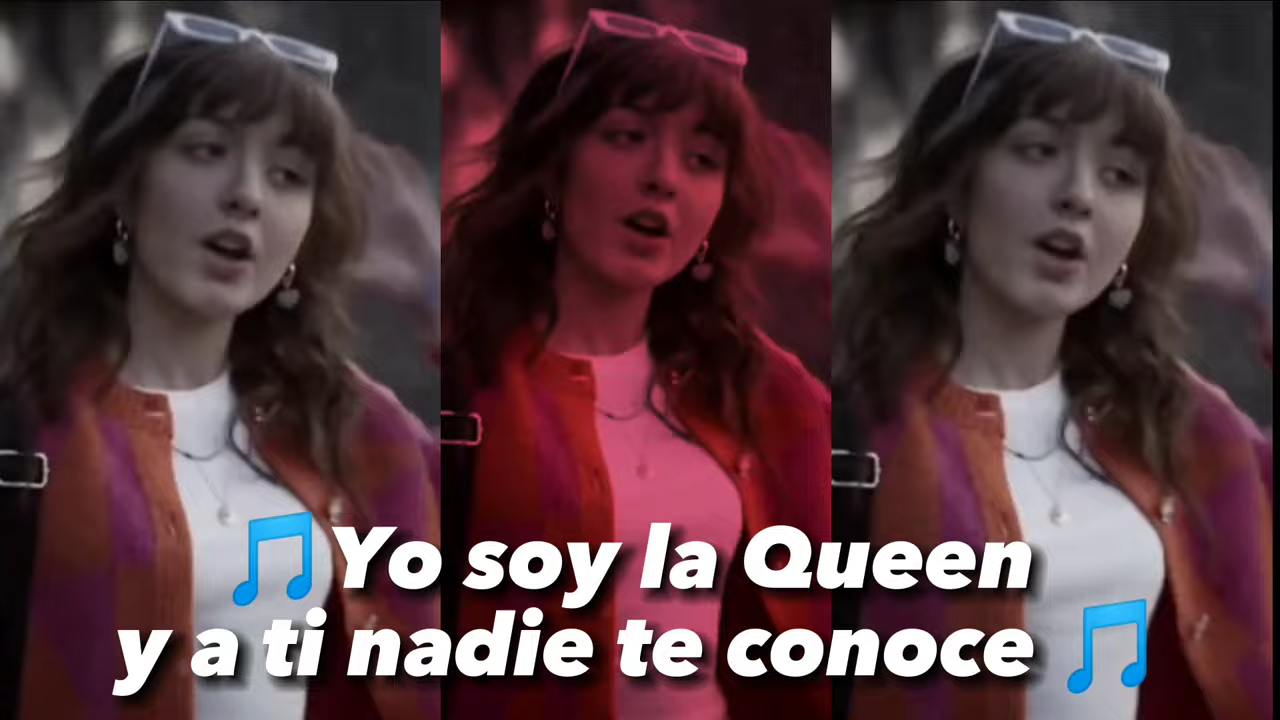 🎵Yo soy la Queen
y a ti nadie te conoce 🎵